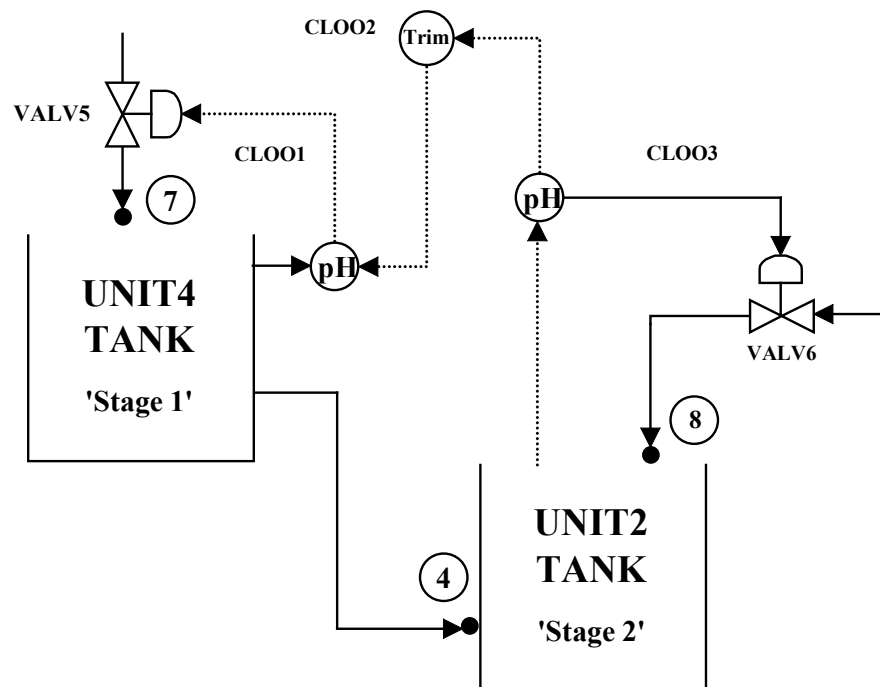 CLOO2
Trim
VALV5
CLOO1
CLOO3
7
pH
pH
UNIT4
TANK
'Stage 1'
VALV6
8
UNIT2
TANK
4
'Stage 2'